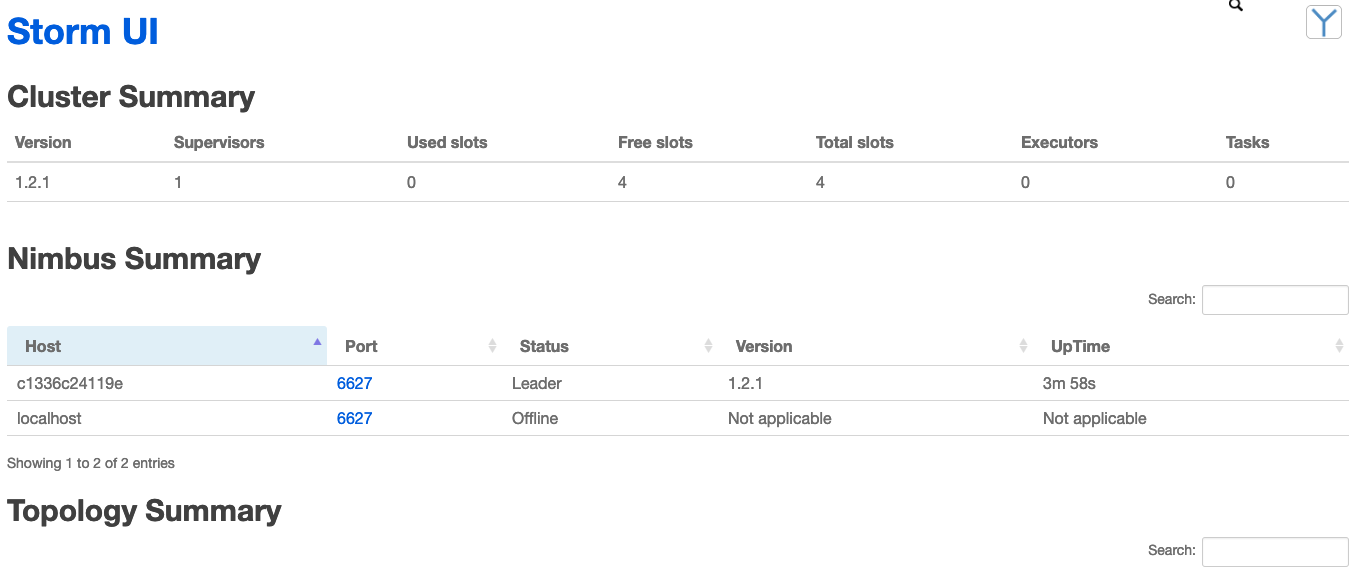 Storm UI
Cluster Summary
Version Supervisors Used slots Free slots Total slots Executors Tasks
1.2.1 1 0 4 4 0 0
Nimbus Summary
Search:
Host Port Status Version UpTime
c1336c24119e 6627 Leader 1.2.1 3m 58s
localhost 6627 Offline Not applicable Not applicable
Showing 1 to 2 of 2 entries
Topology Summary
Search: